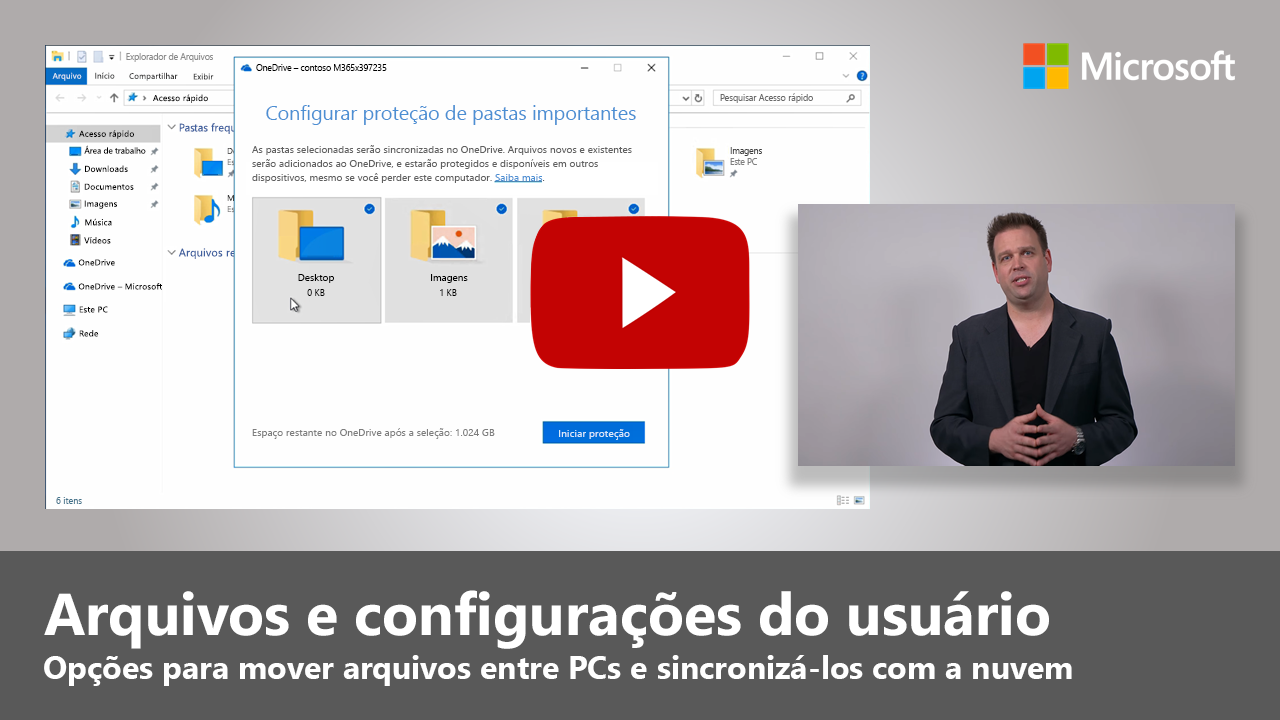 Explorador de Arquivos
Arquivo Início Compartilhar Exibir
Acesso rápido
Pesquisar Acesso rápido
Acesso rápido
Área de trabalho
Downloads
Documentos
Imagens
Música
Vídeos
OneDrive
OneDrive – Microsoft
Este PC
Rede
Pastas frequ
Arquivos re
Imagens
Este PC
6 itens
OneDrive – contoso M365x397235
Configurar proteção de pastas importantes
As pastas selecionadas serão sincronizadas no OneDrive. Arquivos novos e existentes
serão adicionados ao OneDrive, e estarão protegidos e disponíveis em outros
dispositivos, mesmo se você perder este computador. Saiba mais.
Desktop
0 KB
Imagens
1 KB
Espaço restante no OneDrive após a seleção: 1.024 GB
Iniciar proteção
Microsoft
Arquivos e configurações do usuário
Opções para mover arquivos entre PCs e sincronizá-los com a nuvem